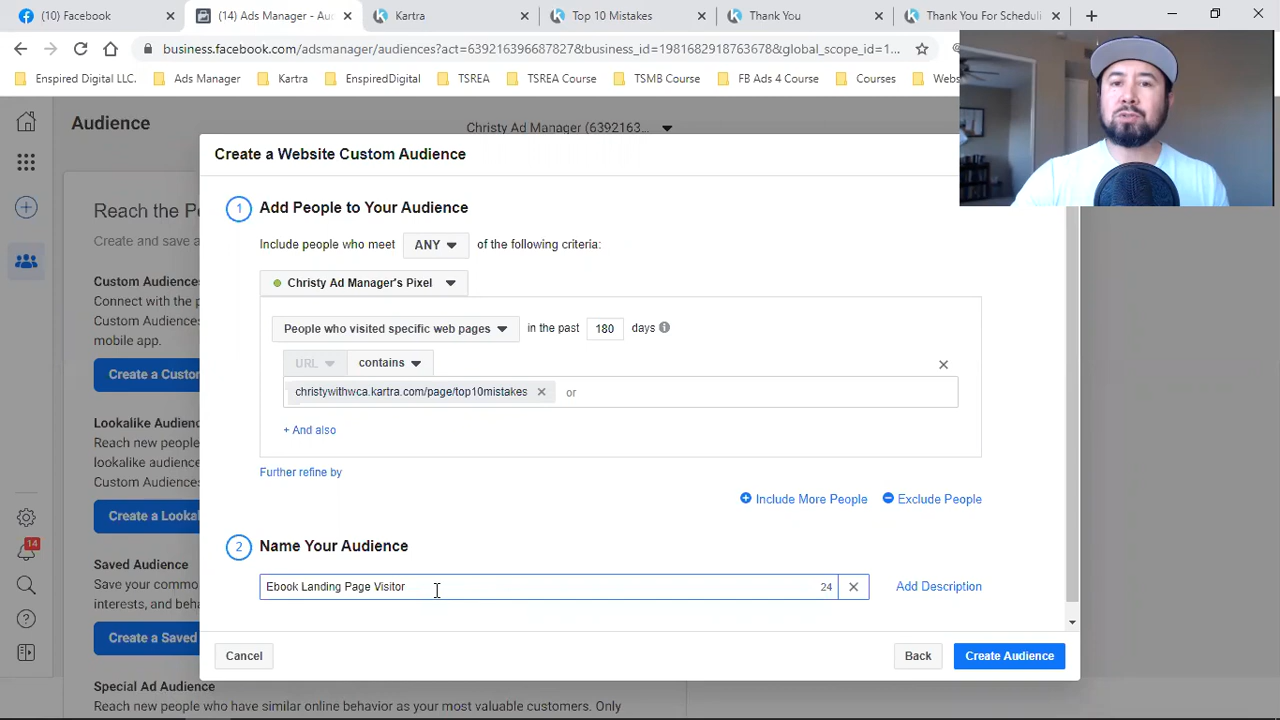 (10) Facebook
(14) Ads Manager - Au
Kartra
Top 10 Mistakes
Thank You
Thank You For Scheduli
business.facebook.com/adsmanager/audiences?act=639216396687827&business_id=1981682918763678&global_scope_id=1...
Enspired Digital LLC.
Ads Manager
Kartra
EnspiredDigital
TSREA
TSREA Course
TSMB Course
FB Ads 4 Course
Courses
Webs
Audience
Christy Ad Manager (6392163...
Reach the Pe
Create and save a
Custom Audiences
Connect with the p
Custom Audiences
mobile app.
Create a Custor
Lookalike Audience
Reach new people
lookalike audience
Custom Audiences
Create a Looka
Saved Audience
Save your commo
interests, and beha
Create a Saved
Special Ad Audience
Reach new people who have similar online behavior as your most valuable customers. Only
14
Create a Website Custom Audience
1
Add People to Your Audience
Include people who meet ANY of the following criteria:
Christy Ad Manager's Pixel
People who visited specific web pages in the past 180 days
URL contains
christywithwca.kartra.com/page/top10mistakes or
+ And also
Further refine by
Include More People
Exclude People
2
Name Your Audience
Ebook Landing Page Visitor
24
Add Description
Cancel
Back
Create Audience